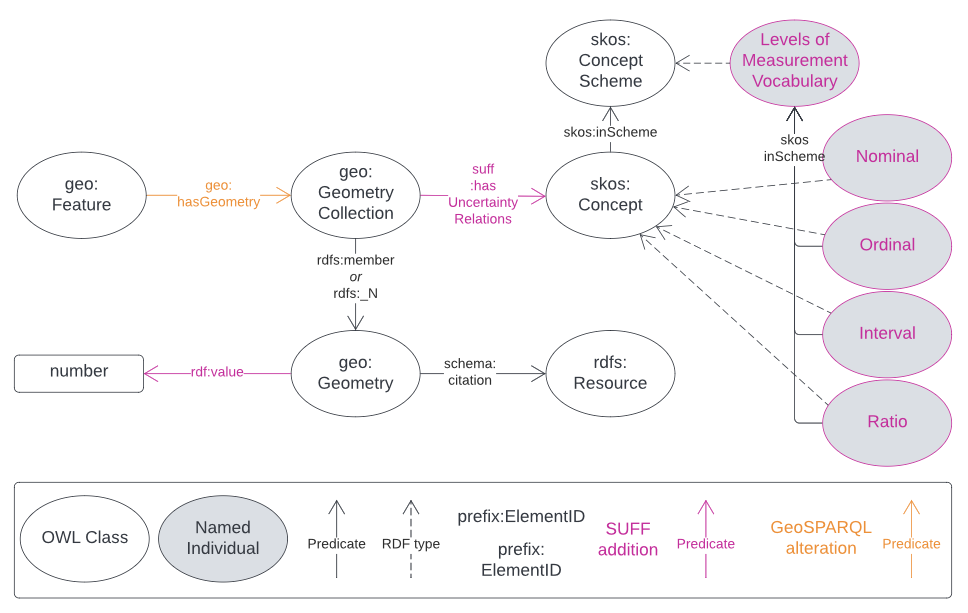 skos:
Concept
Scheme
Levels of
Measurement
Vocabulary
skos:inScheme
skos
inScheme
Nominal
geo:
Feature
geo:
hasGeometry
geo:
Geometry
Collection
suff
:has
Uncertainty
Relations
skos:
Concept
Ordinal
rdfs:member
or
rdfs:_N
Interval
number
rdf:value
geo:
Geometry
schema:
citation
rdfs:
Resource
Ratio
OWL Class
Named
Individual
Predicate
RDF type
prefix:ElementID
prefix:
ElementID
SUFF
addition
Predicate
GeoSPARQL
alteration
Predicate